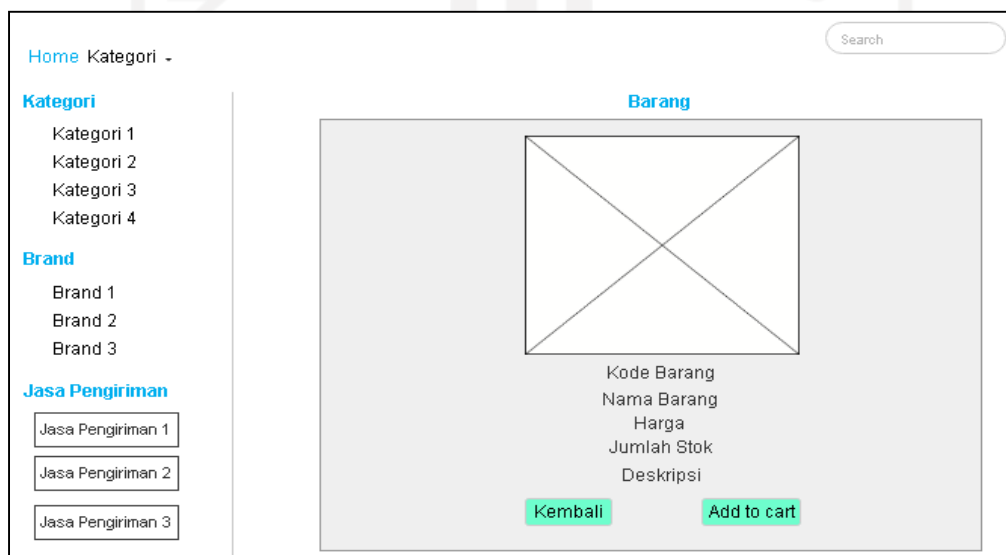 Search
Home Kategori
Kategori
Kategori 1
Kategori 2
Kategori 3
Kategori 4
Brand
Brand 1
Brand 2
Brand 3
Jasa Pengiriman
Jasa Pengiriman 1
Jasa Pengiriman 2
Jasa Pengiriman 3
Barang
Kode Barang
Nama Barang
Harga
Jumlah Stok
Deskripsi
Kembali
Add to cart